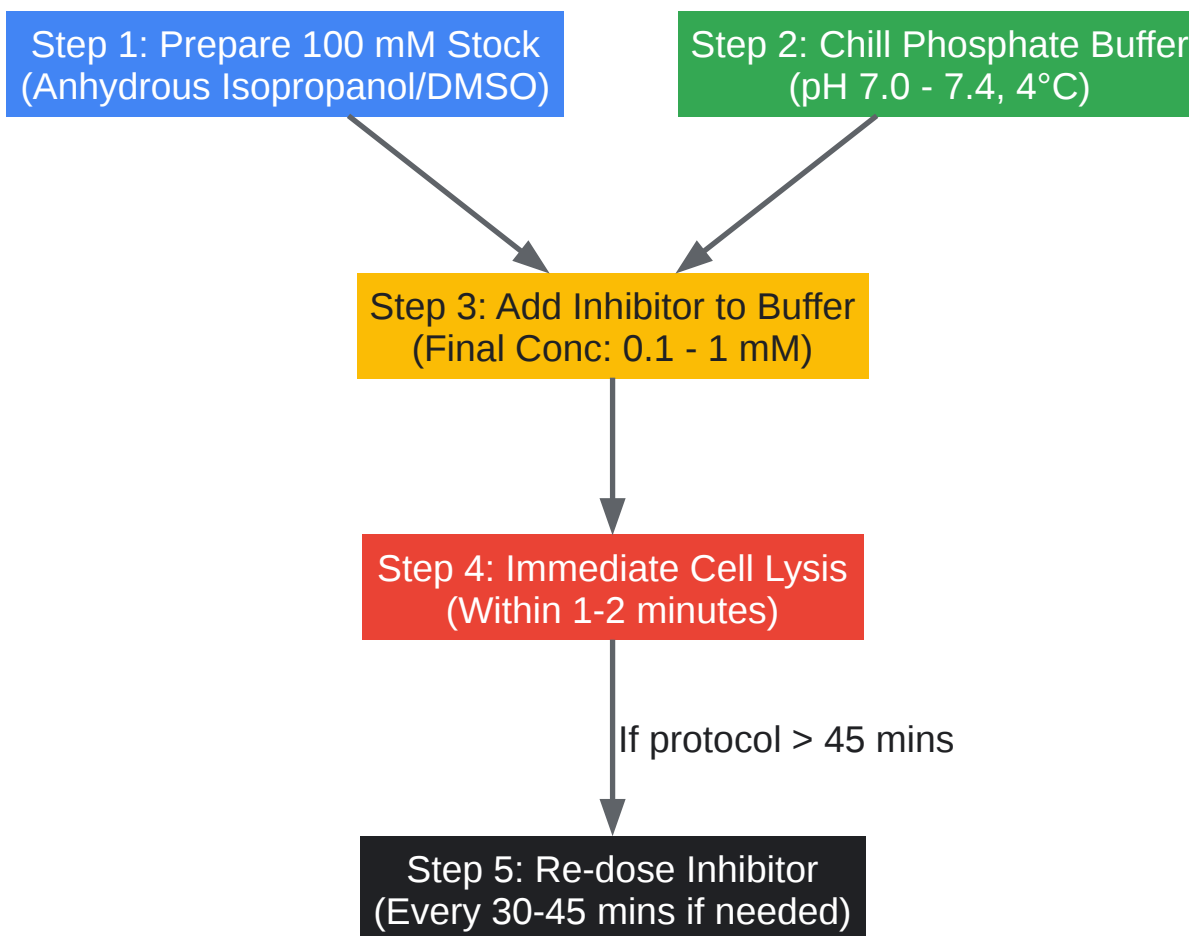 Step 1: Prepare 100 mM Stock
(Anhydrous Isopropanol/DMSO)
Step 2: Chill Phosphate Buffer
(pH 7.0 - 7.4, 4°C)
Step 3: Add Inhibitor to Buffer
(Final Conc: 0.1 - 1 mM)
Step 4: Immediate Cell Lysis
(Within 1-2 minutes)
If protocol > 45 mins
Step 5: Re-dose Inhibitor
(Every 30-45 mins if needed)